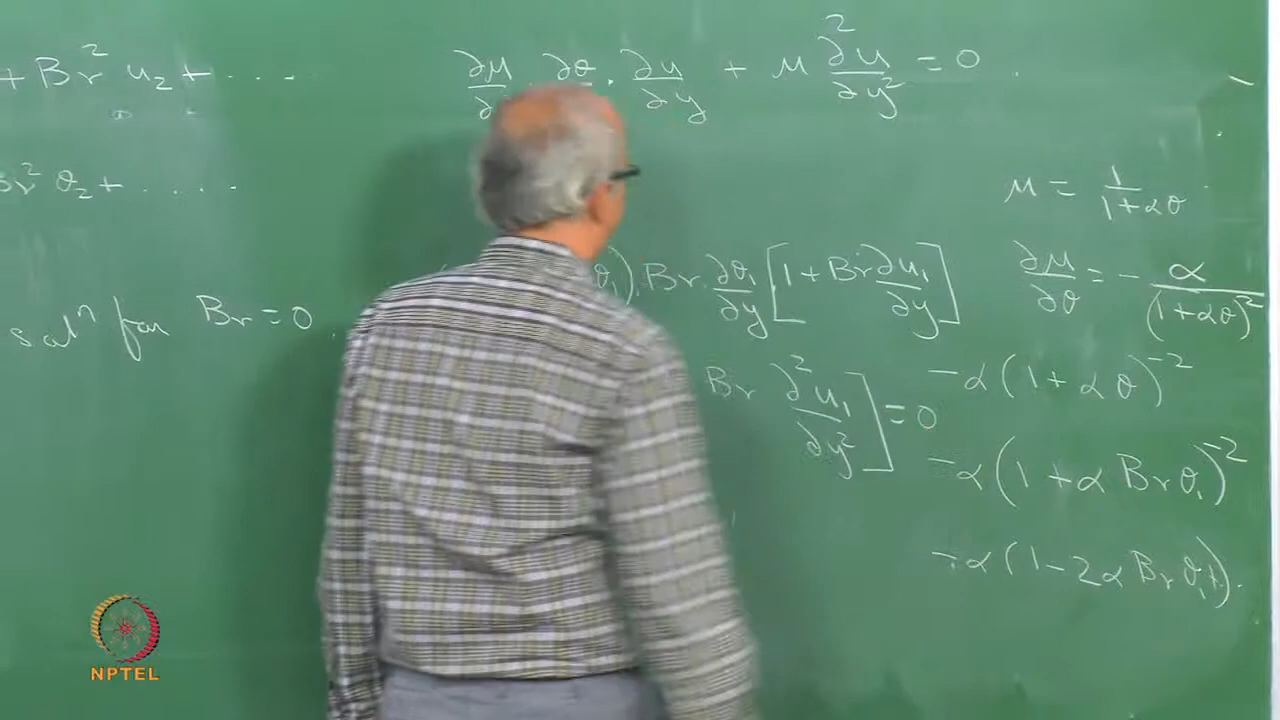 + Br² u₂ + ....
∂μ/∂ ∂θ/ . ∂u/∂y + μ ∂²u/∂y² = 0
Br² θ₂ + .....
μ = 1/(1+αθ)
θ₁).Br. ∂θ₁/∂y [1 + Br ∂u₁/∂y]
∂μ/∂θ = - α/(1+αθ)²
solⁿ for Br = 0
Br ∂²u₁/∂y²] = 0
-α(1+αθ)⁻²
-α(1+α Br θ₁)⁻²
-α(1-2α Br θ₁+).
NPTEL